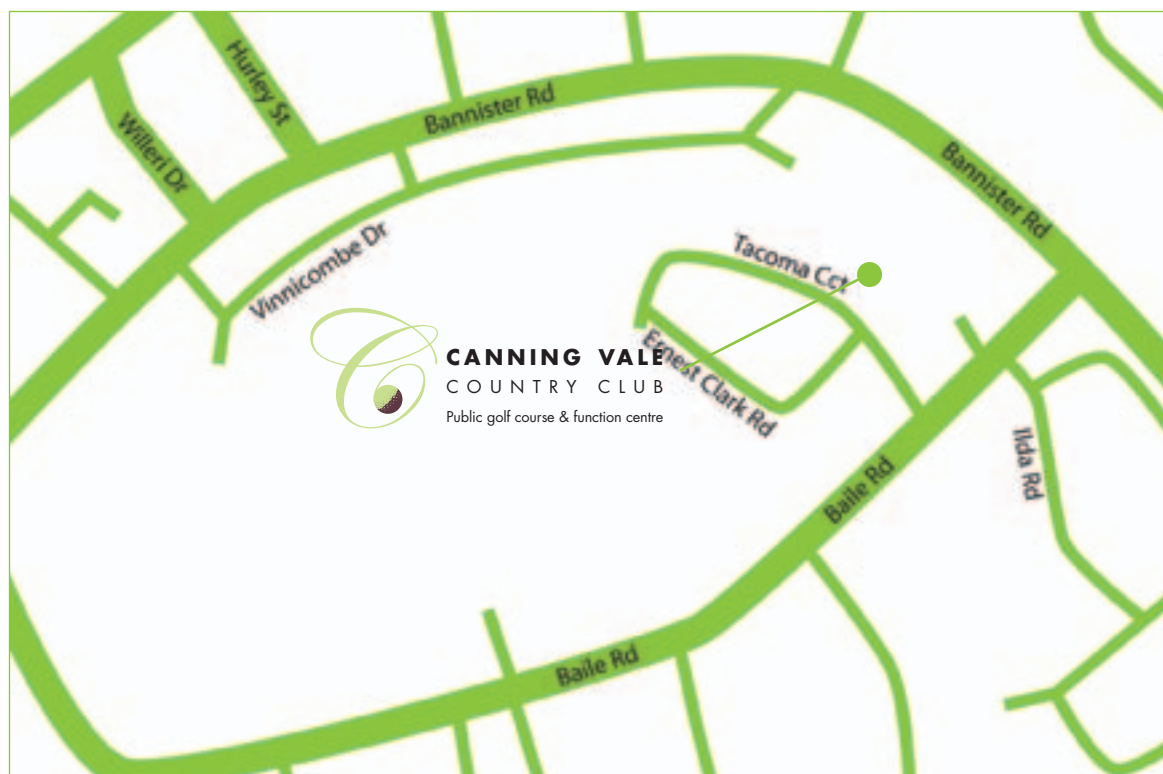 Hurley St
Willeri Dr
Bannister Rd
Bannister Rd
Vinnicombe Dr
Tacoma Cct
CANNING VALE
COUNTRY CLUB
Public golf course & function centre
Ernest Clark Rd
Ilda Rd
Baile Rd
Baile Rd